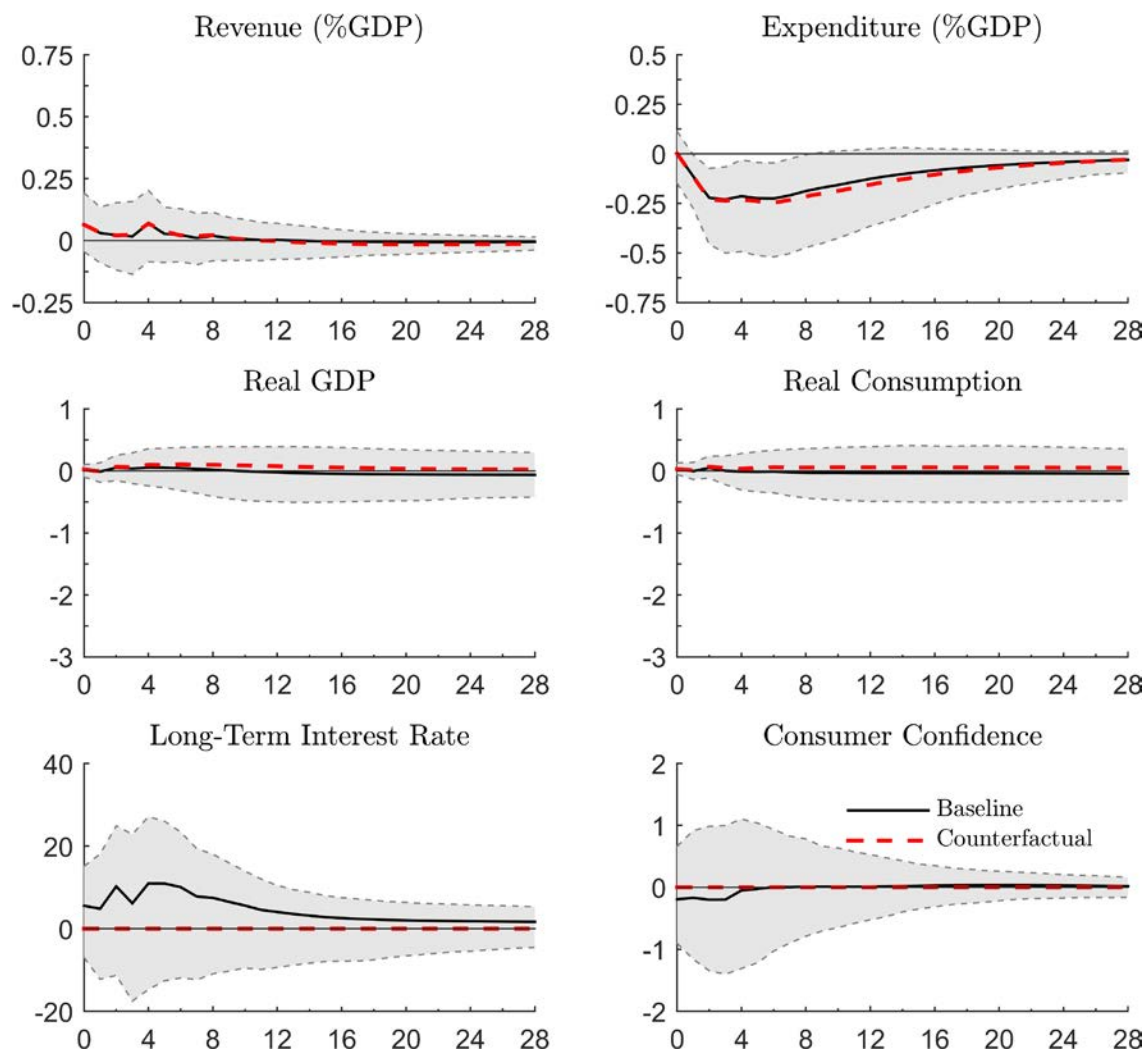 Revenue (%GDP)
0.75
0.5
0.25
0
-0.25
0 4 8 12 16 20 24 28
Expenditure (%GDP)
0.5
0.25
0
-0.25
-0.5
-0.75
0 4 8 12 16 20 24 28
Real GDP
1
0
-1
-2
-3
0 4 8 12 16 20 24 28
Real Consumption
1
0
-1
-2
-3
0 4 8 12 16 20 24 28
Long-Term Interest Rate
40
20
0
-20
0 4 8 12 16 20 24 28
Consumer Confidence
2
1
0
-1
-2
0 4 8 12 16 20 24 28
Baseline
Counterfactual